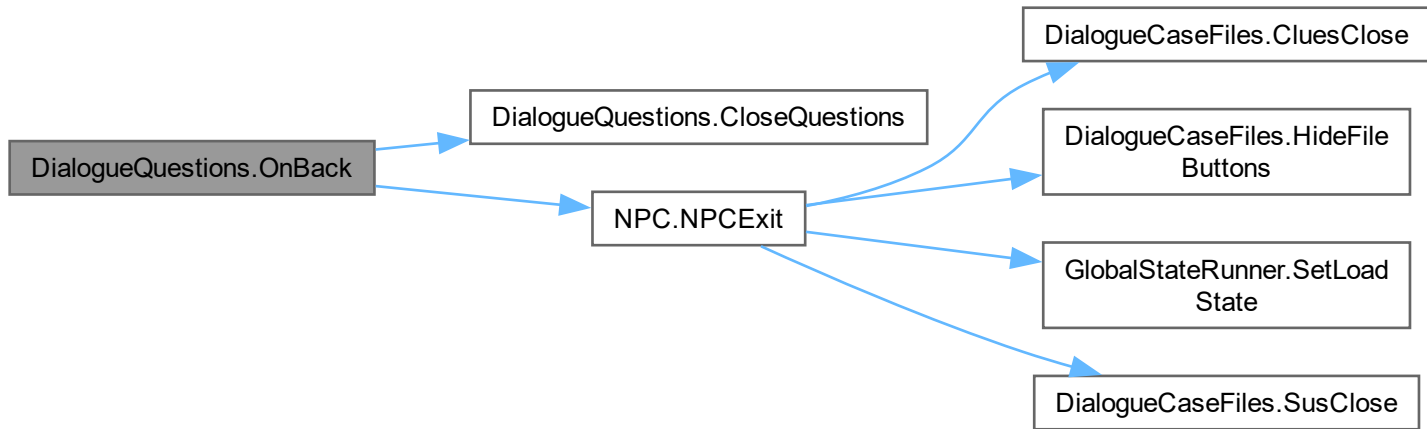 DialogueQuestions.OnBack
DialogueQuestions.CloseQuestions
NPC.NPCExit
DialogueCaseFiles.CluesClose
DialogueCaseFiles.HideFile
Buttons
GlobalStateRunner.SetLoad
State
DialogueCaseFiles.SusClose